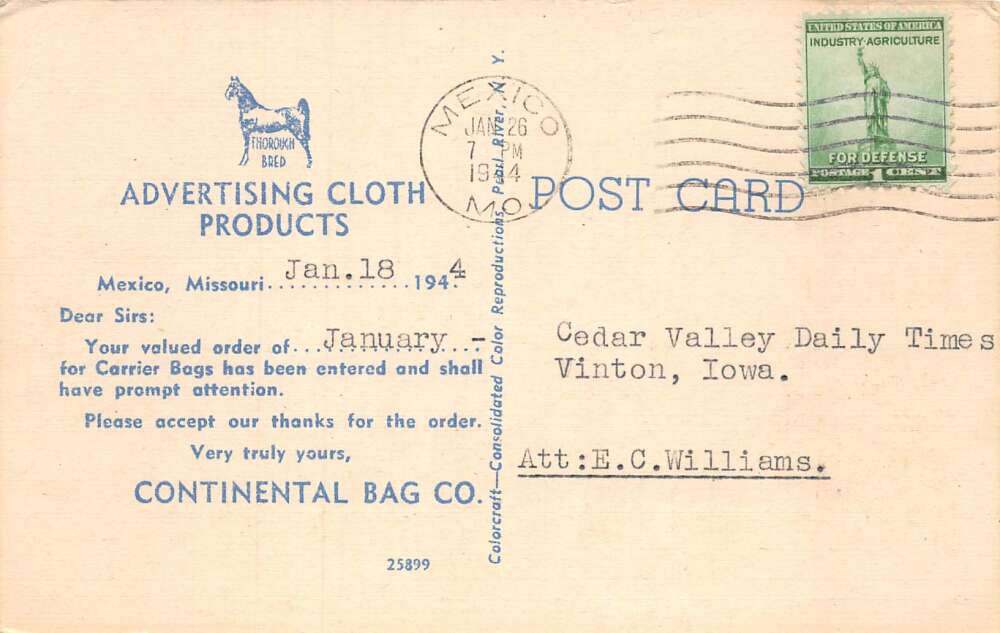 THOROUGH
BRED
ADVERTISING CLOTH
PRODUCTS
Mexico, Missouri Jan.18 1944
Dear Sirs:
Your valued order of January -
for Carrier Bags has been entered and shall
have prompt attention.
Please accept our thanks for the order.
Very truly yours,
CONTINENTAL BAG CO.
25899
Colorcraft—Consolidated Color Reproductions, Pearl River, N. Y.
MEXICO
JAN 26
7 PM
1944
MO.
POST CARD
UNITED STATES OF AMERICA
INDUSTRY·AGRICULTURE
FOR DEFENSE
POSTAGE 1 CENT
Cedar Valley Daily Times
Vinton, Iowa.
Att:E.C.Williams.